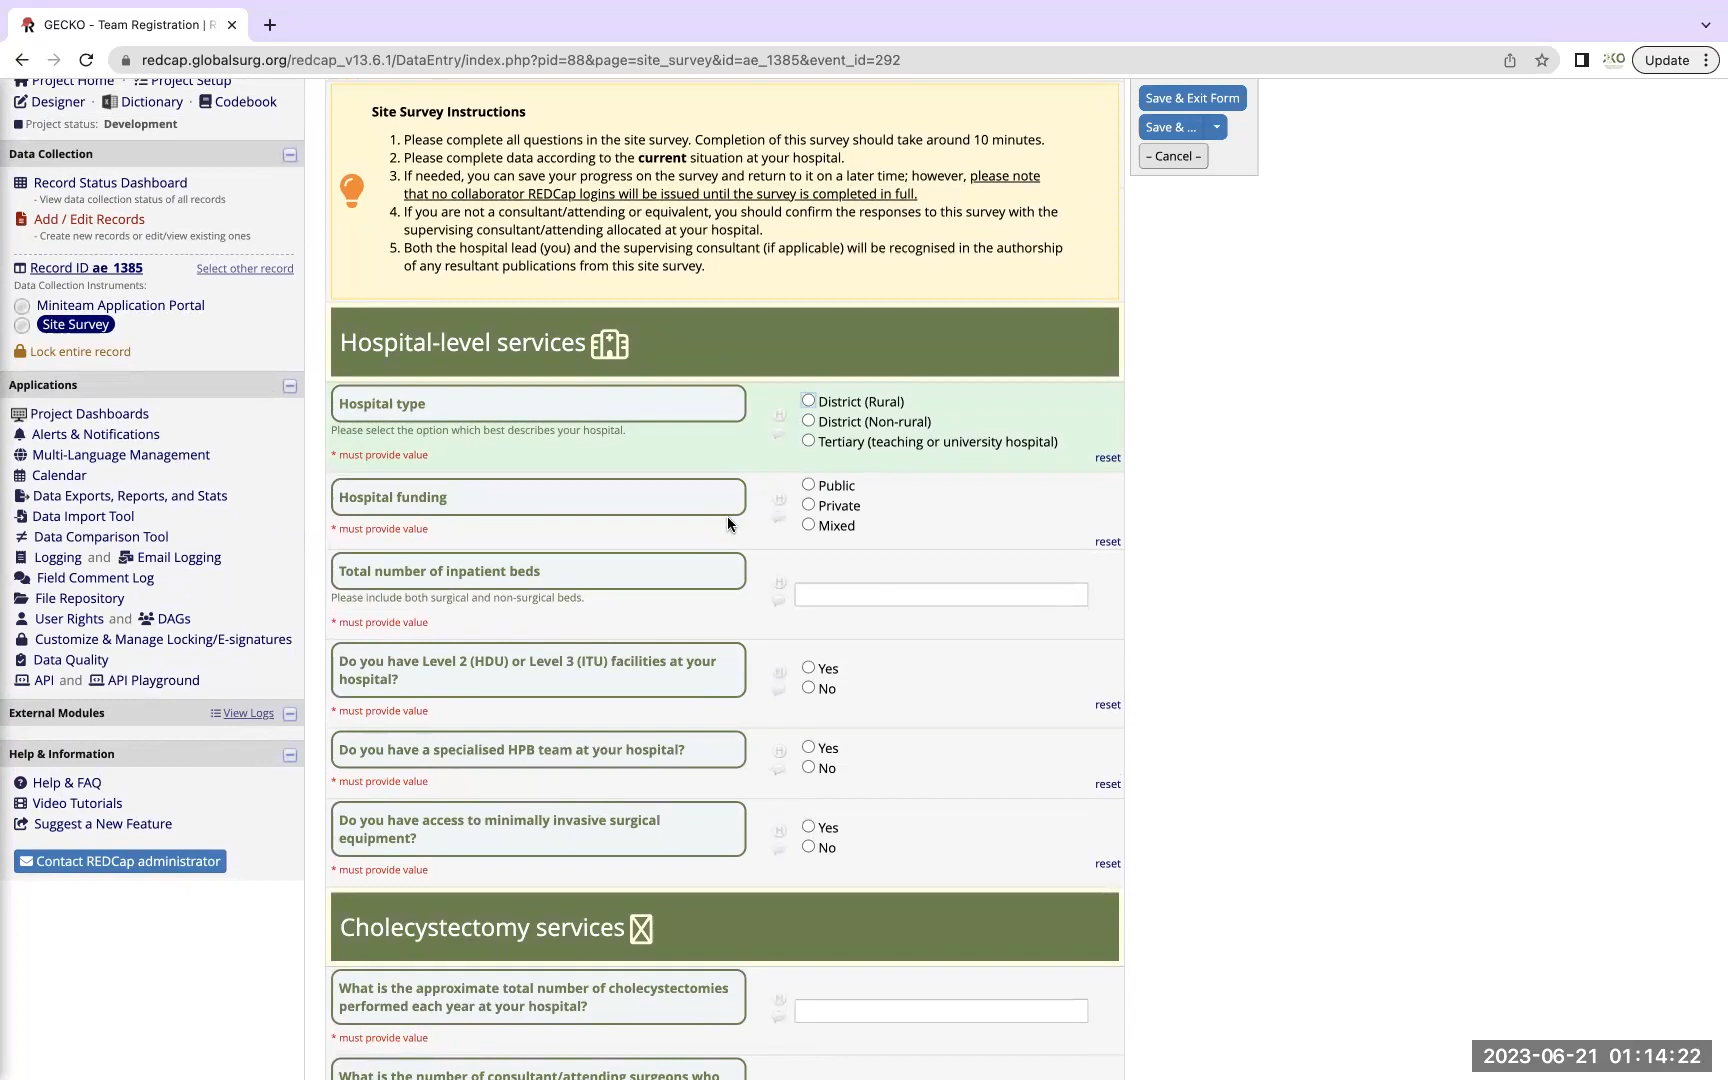 GECKO - Team Registration | R
redcap.globalsurg.org/redcap_v13.6.1/DataEntry/index.php?pid=88&page=site_survey&id=ae_1385&event_id=292
Update
Project Home · Project Setup
Designer · Dictionary · Codebook
Project status: Development
Data Collection
Record Status Dashboard
- View data collection status of all records
Add / Edit Records
- Create new records or edit/view existing ones
Record ID ae_1385 Select other record
Data Collection Instruments:
Miniteam Application Portal
Site Survey
Lock entire record
Applications
Project Dashboards
Alerts & Notifications
Multi-Language Management
Calendar
Data Exports, Reports, and Stats
Data Import Tool
Data Comparison Tool
Logging and Email Logging
Field Comment Log
File Repository
User Rights and DAGs
Customize & Manage Locking/E-signatures
Data Quality
API and API Playground
External Modules View Logs
Help & Information
Help & FAQ
Video Tutorials
Suggest a New Feature
Contact REDCap administrator
Site Survey Instructions
1. Please complete all questions in the site survey. Completion of this survey should take around 10 minutes.
2. Please complete data according to the current situation at your hospital.
3. If needed, you can save your progress on the survey and return to it on a later time; however, please note
that no collaborator REDCap logins will be issued until the survey is completed in full.
4. If you are not a consultant/attending or equivalent, you should confirm the responses to this survey with the
supervising consultant/attending allocated at your hospital.
5. Both the hospital lead (you) and the supervising consultant (if applicable) will be recognised in the authorship
of any resultant publications from this site survey.
Hospital-level services
Hospital type
Please select the option which best describes your hospital.
* must provide value
District (Rural)
District (Non-rural)
Tertiary (teaching or university hospital)
reset
Hospital funding
* must provide value
Public
Private
Mixed
reset
Total number of inpatient beds
Please include both surgical and non-surgical beds.
* must provide value
Do you have Level 2 (HDU) or Level 3 (ITU) facilities at your
hospital?
* must provide value
Yes
No
reset
Do you have a specialised HPB team at your hospital?
* must provide value
Yes
No
reset
Do you have access to minimally invasive surgical
equipment?
* must provide value
Yes
No
reset
Cholecystectomy services
What is the approximate total number of cholecystectomies
performed each year at your hospital?
* must provide value
What is the number of consultant/attending surgeons who
Save & Exit Form
Save & ...
– Cancel –
2023-06-21 01:14:22